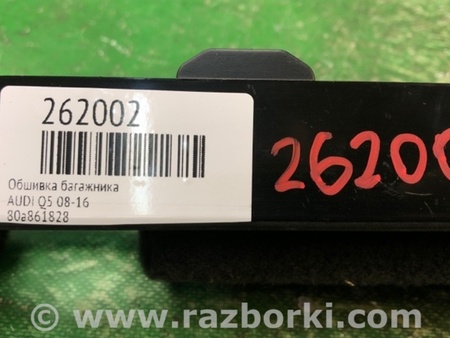 262002
Обшивка багажника
AUDI Q5 08-16
80a861828
26200
© www.razborki.com